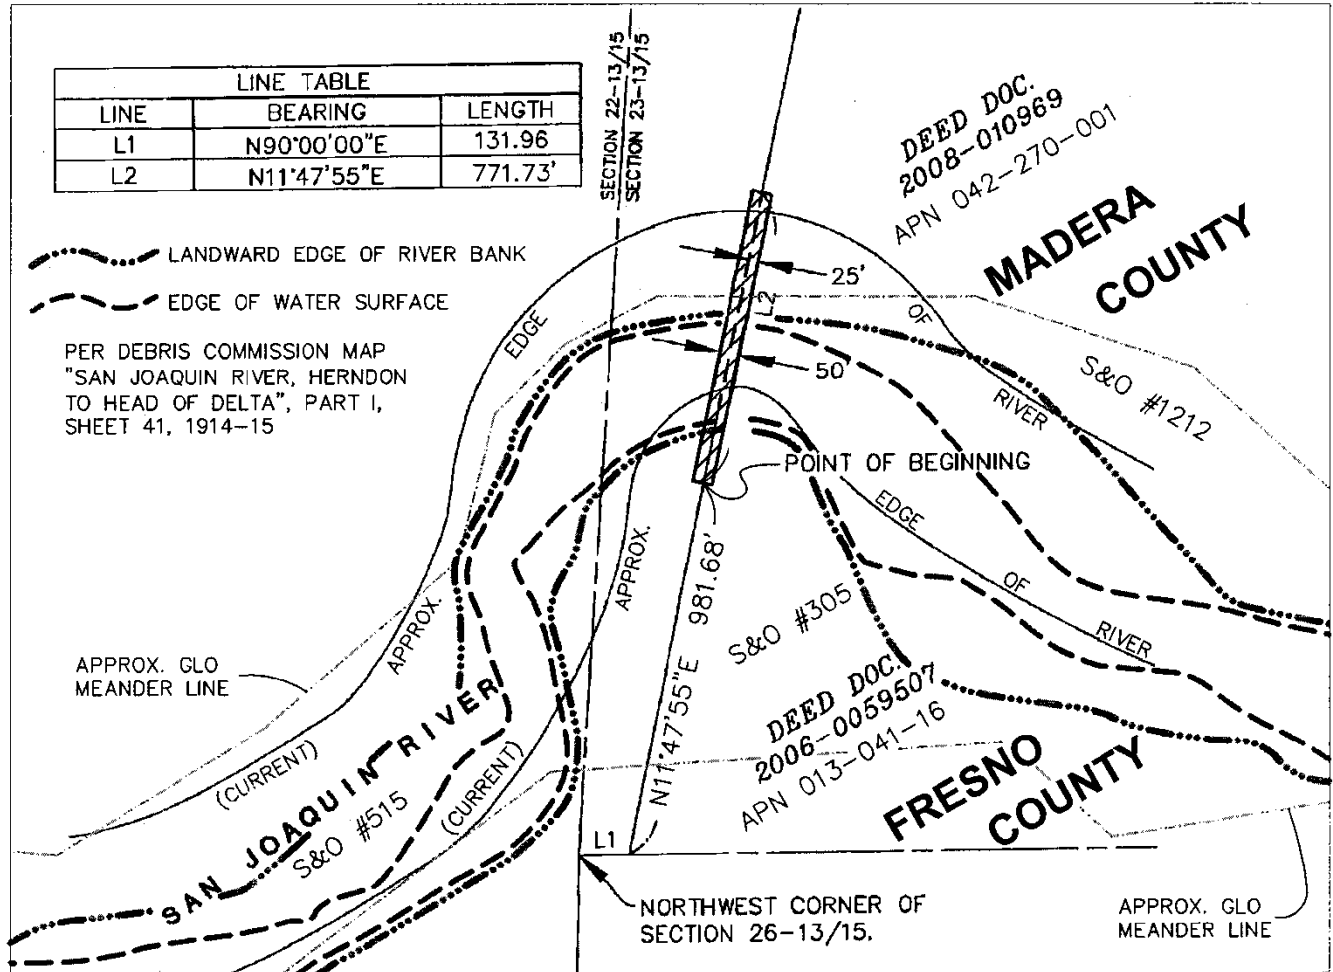 LINE TABLE
LINE BEARING LENGTH
L1 N90°00'00"E 131.96
L2 N11°47'55"E 771.73'
SECTION 22-13/15
SECTION 23-13/15
DEED DOC.
2008-010969
APN 042-270-001
MADERA
COUNTY
LANDWARD EDGE OF RIVER BANK
EDGE OF WATER SURFACE
PER DEBRIS COMMISSION MAP
"SAN JOAQUIN RIVER, HERNDON
TO HEAD OF DELTA", PART I,
SHEET 41, 1914-15
EDGE
OF
RIVER
25'
L2
50'
S&O #1212
POINT OF BEGINNING
EDGE
OF
RIVER
APPROX.
APPROX.
981.68'
N11°47'55"E
S&O #305
DEED DOC.
2006-0059507
APN 013-041-16
FRESNO
COUNTY
APPROX. GLO
MEANDER LINE
(CURRENT)
(CURRENT)
SAN JOAQUIN RIVER
S&O #515
L1
NORTHWEST CORNER OF
SECTION 26-13/15.
APPROX. GLO
MEANDER LINE